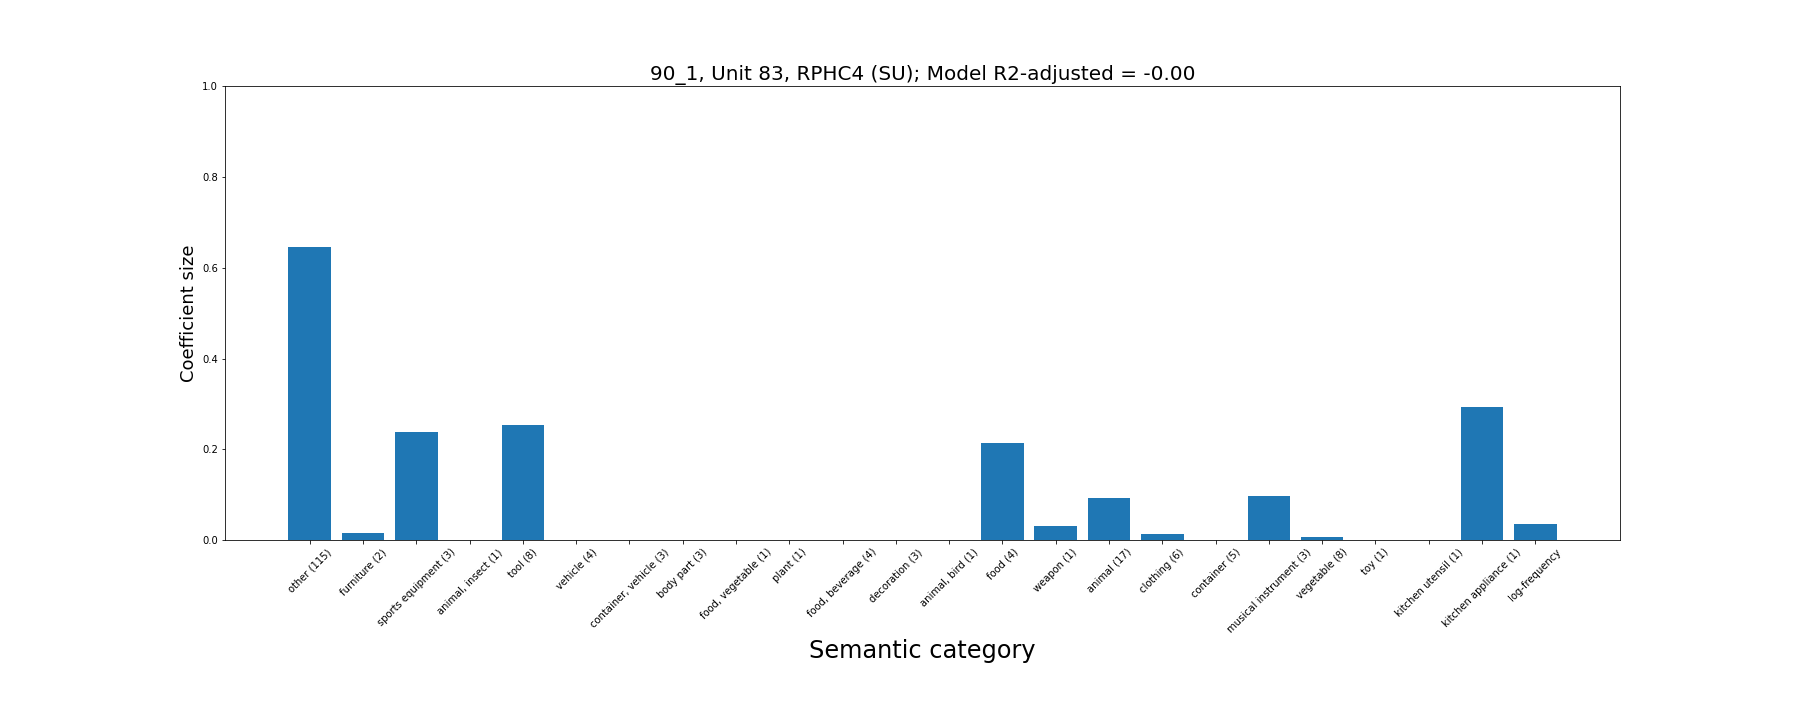 90_1, Unit 83, RPHC4 (SU); Model R2-adjusted = -0.00
Coefficient size
1.0
0.8
0.6
0.4
0.2
0.0
other (115)
furniture (2)
sports equipment (3)
animal, insect (1)
tool (8)
vehicle (4)
container, vehicle (3)
body part (3)
food, vegetable (1)
plant (1)
food, beverage (4)
decoration (3)
animal, bird (1)
food (4)
weapon (1)
animal (17)
clothing (6)
container (5)
musical instrument (3)
vegetable (8)
toy (1)
kitchen utensil (1)
kitchen appliance (1)
log-frequency
Semantic category